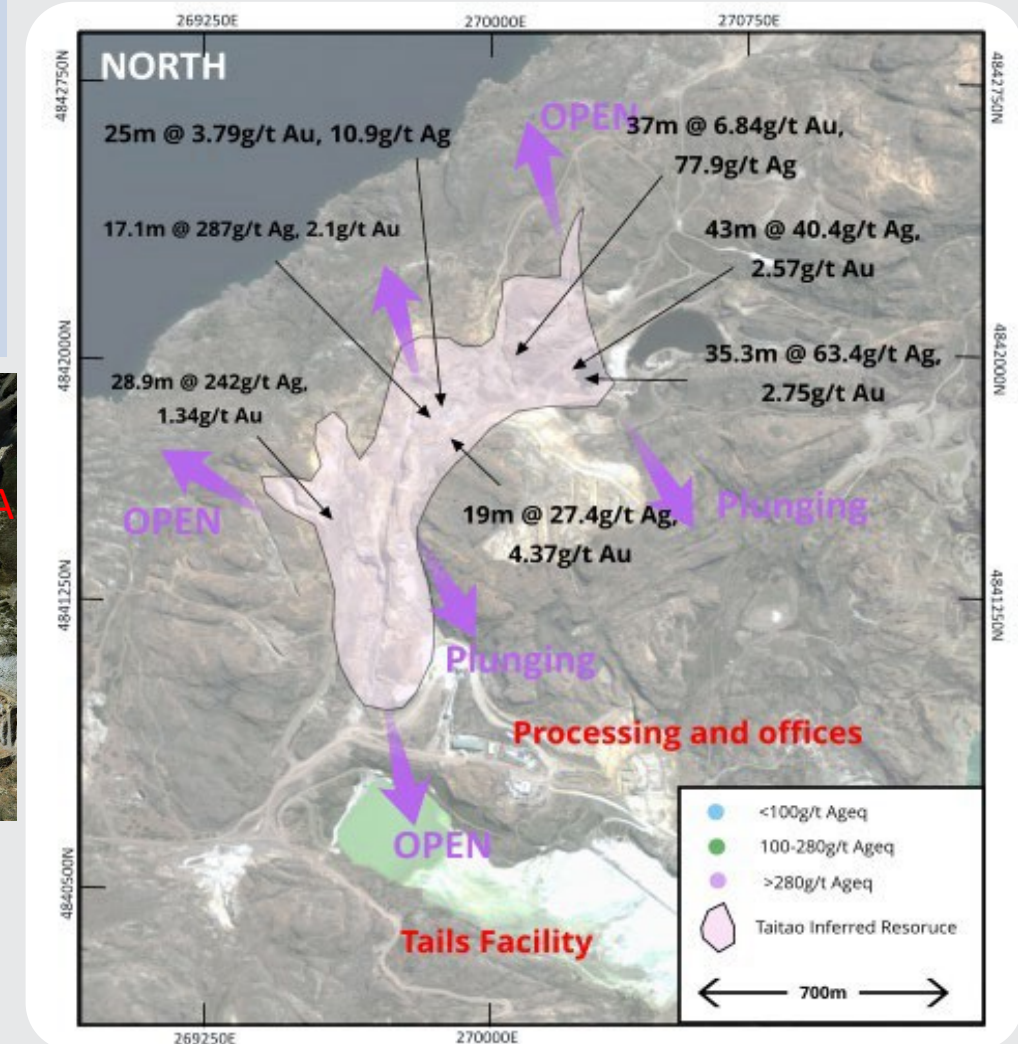 269250E
270000E
270750E
4842750N
NORTH
4842750N
OPEN
25m @ 3.79g/t Au, 10.9g/t Ag
37m @ 6.84g/t Au,
77.9g/t Ag
17.1m @ 287g/t Ag, 2.1g/t Au
43m @ 40.4g/t Ag,
2.57g/t Au
4842000N
4842000N
35.3m @ 63.4g/t Ag,
2.75g/t Au
28.9m @ 242g/t Ag,
1.34g/t Au
A
OPEN
19m @ 27.4g/t Ag,
4.37g/t Au
Plunging
4841250N
4841250N
Plunging
Processing and offices
OPEN
4840500N
Tails Facility
<100g/t Ageq
100-280g/t Ageq
>280g/t Ageq
Taitao Inferred Resoruce
700m
269250E
270000E